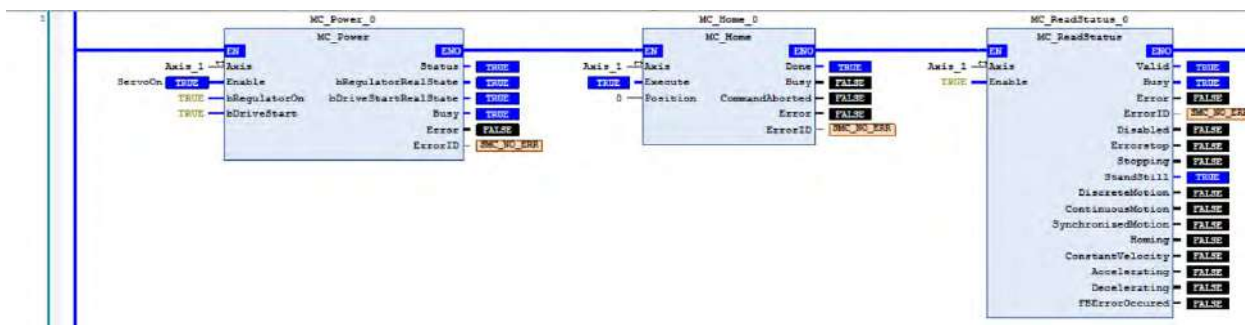 1
MC_Power_0
MC_Power
EN
ENO
Axis_1
Axis
Status
TRUE
ServoOn
TRUE
Enable
bRegulatorRealState
TRUE
TRUE
bRegulatorOn
bDriveStartRealState
TRUE
TRUE
bDriveStart
Busy
TRUE
Error
FALSE
ErrorID
SMC_NO_ERR
MC_Home_0
MC_Home
EN
ENO
Axis_1
Axis
Done
TRUE
TRUE
Execute
Busy
FALSE
0
Position
CommandAborted
FALSE
Error
FALSE
ErrorID
SMC_NO_ERR
MC_ReadStatus_0
MC_ReadStatus
EN
ENO
Axis_1
Axis
Valid
TRUE
TRUE
Enable
Busy
TRUE
Error
FALSE
ErrorID
SMC_NO_ERR
Disabled
FALSE
Errorstop
FALSE
Stopping
FALSE
StandStill
TRUE
DiscreteMotion
FALSE
ContinuousMotion
FALSE
SynchronizedMotion
FALSE
Homing
FALSE
ConstantVelocity
FALSE
Accelerating
FALSE
Decelerating
FALSE
FBErrorOccured
FALSE